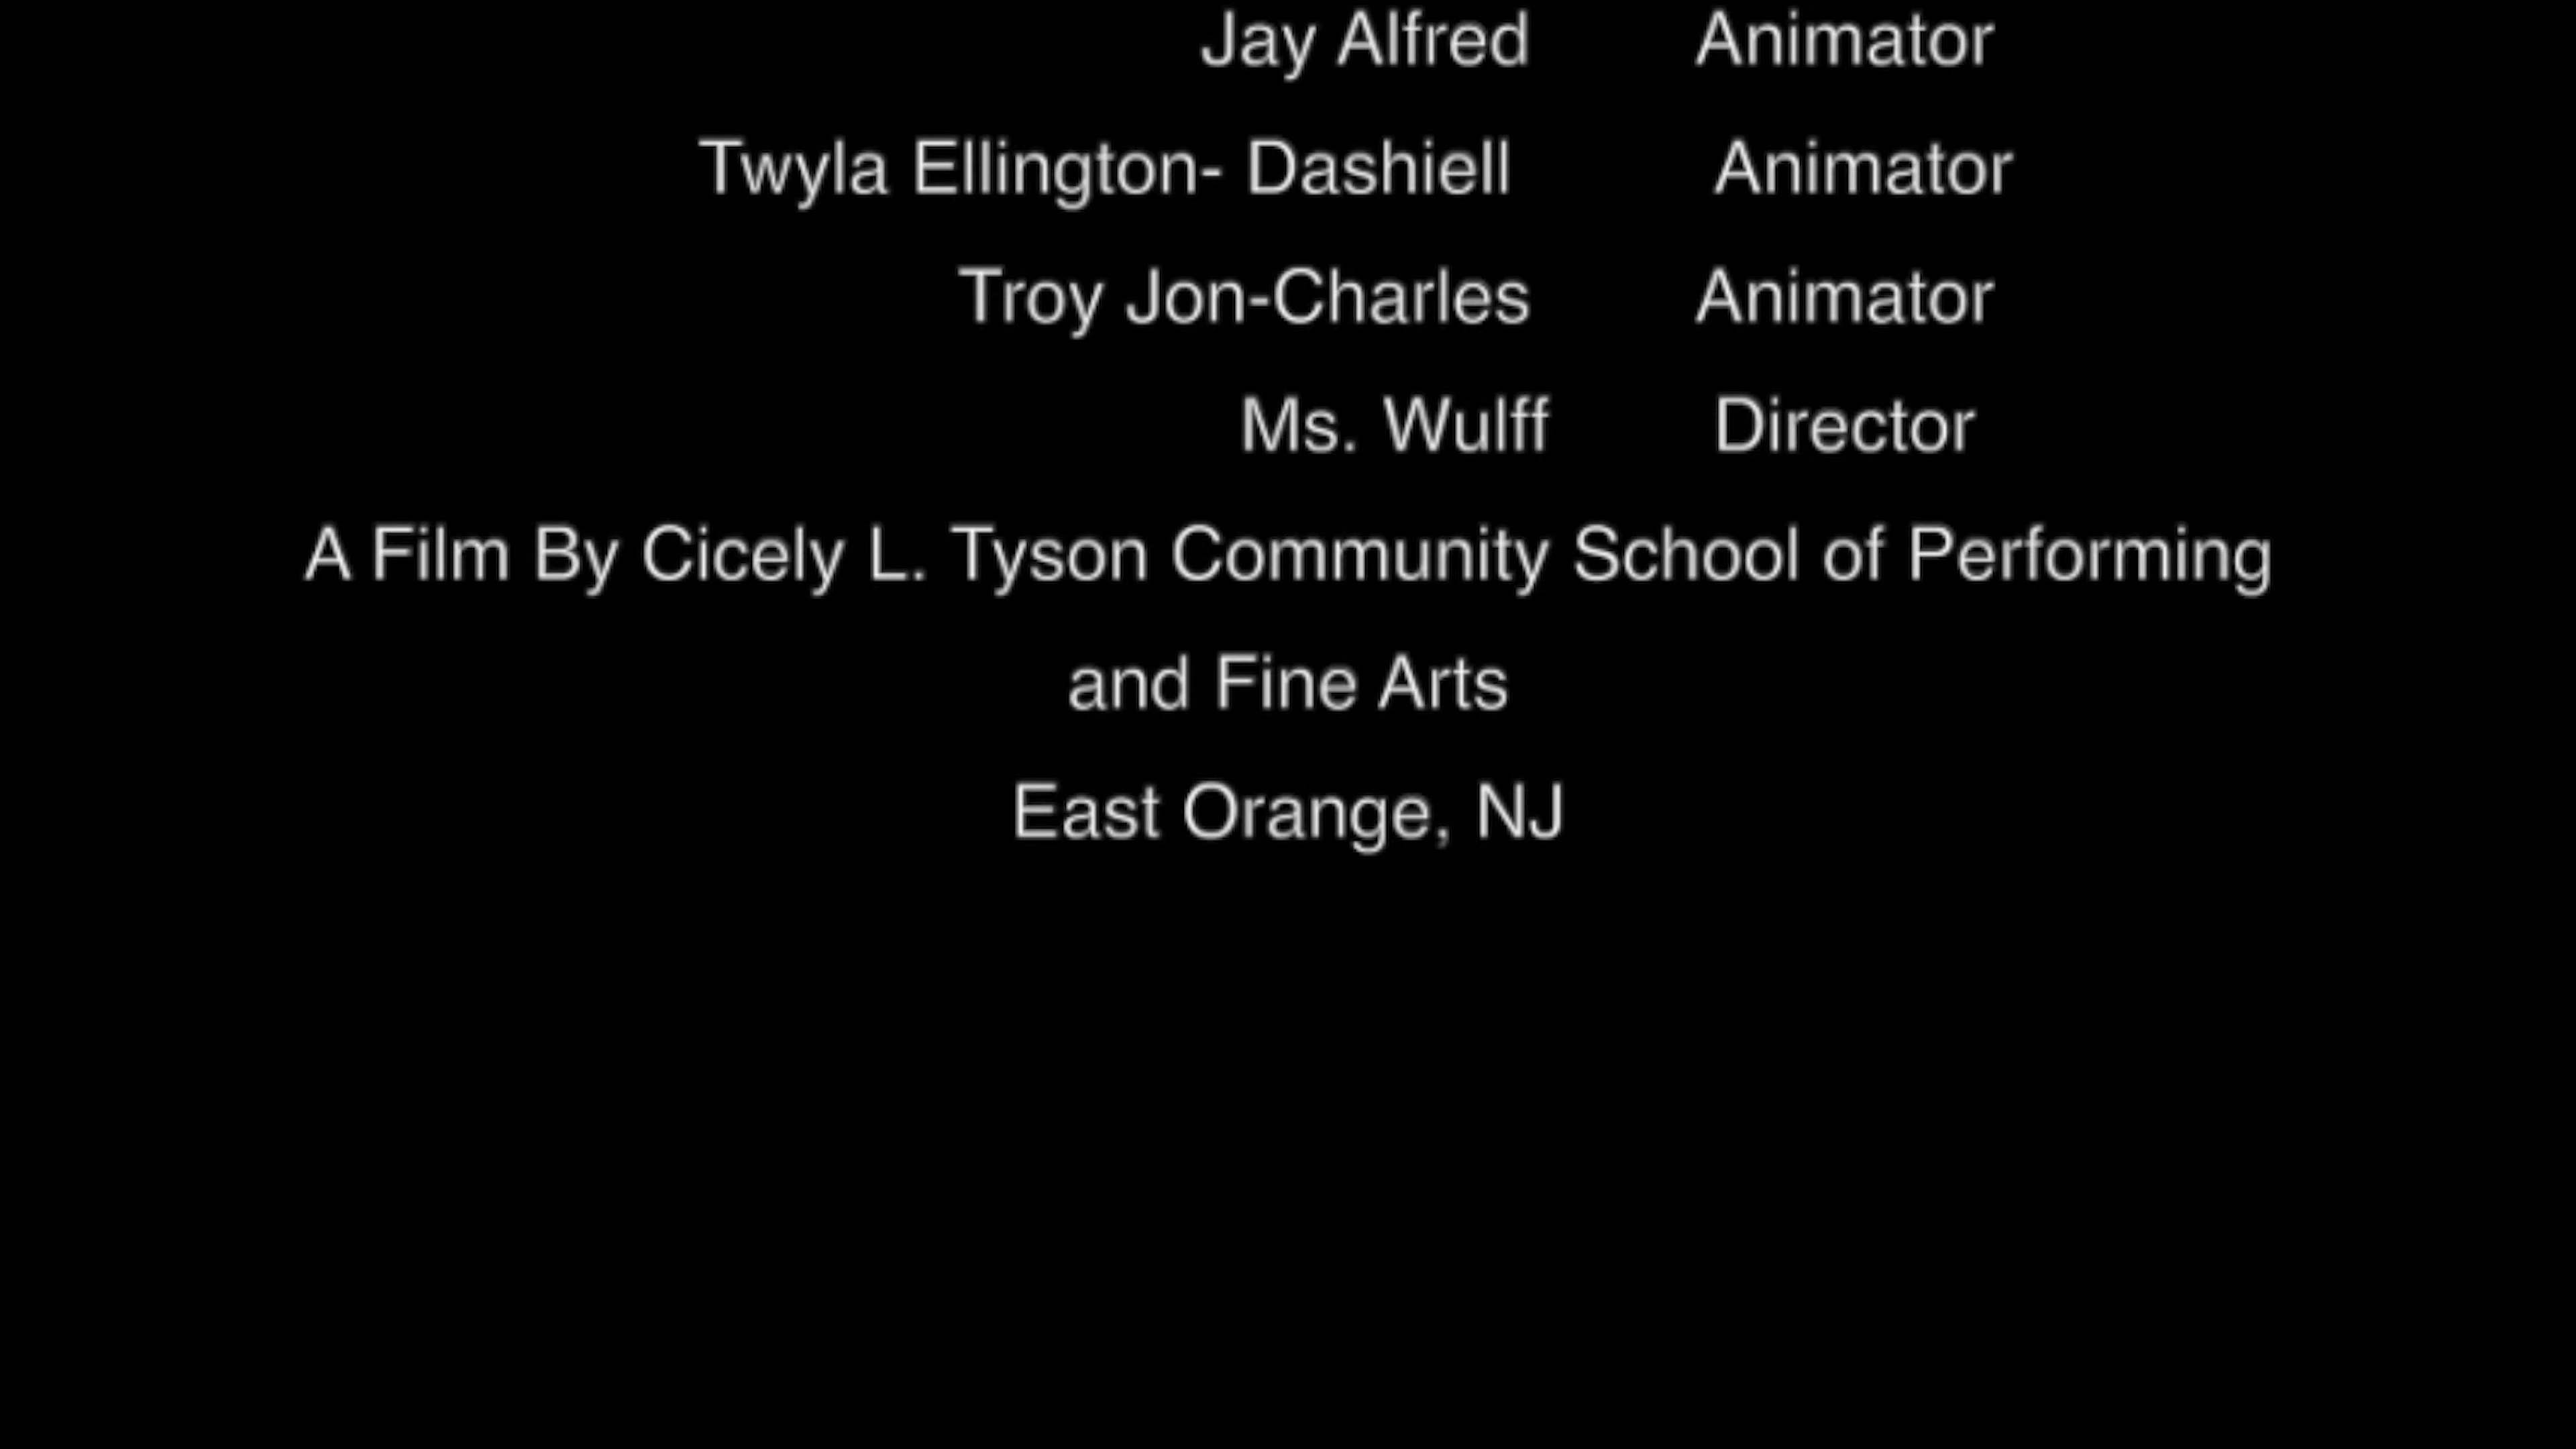 Jay Alfred Animator
Twyla Ellington- Dashiell Animator
Troy Jon-Charles Animator
Ms. Wulff Director
A Film By Cicely L. Tyson Community School of Performing
and Fine Arts
East Orange, NJ